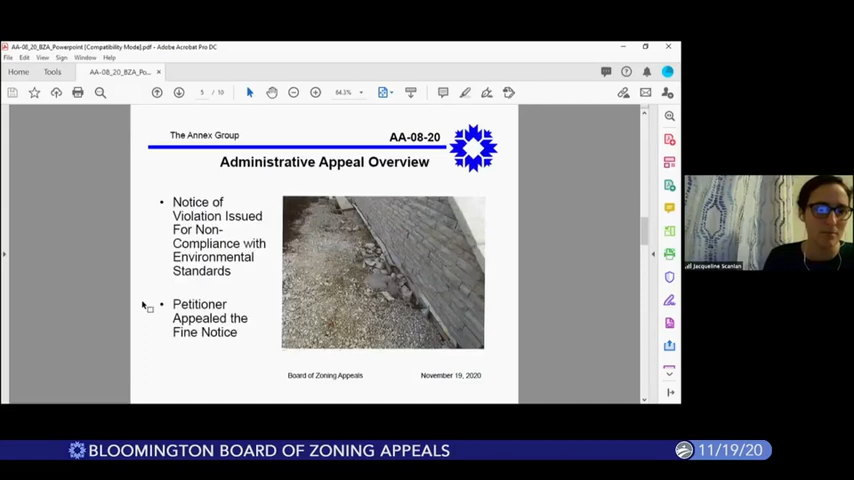 AA-08_20_BZA_Powerpoint [Compatibility Mode].pdf - Adobe Acrobat Pro DC
File Edit View Sign Window Help
Home Tools AA-08_20_BZA_Po... ×
5 / 10 64.3%
The Annex Group
AA-08-20
Administrative Appeal Overview
• Notice of
Violation Issued
For Non-
Compliance with
Environmental
Standards
• Petitioner
Appealed the
Fine Notice
Board of Zoning Appeals November 19, 2020
Jacqueline Scanlan
BLOOMINGTON BOARD OF ZONING APPEALS 11/19/20